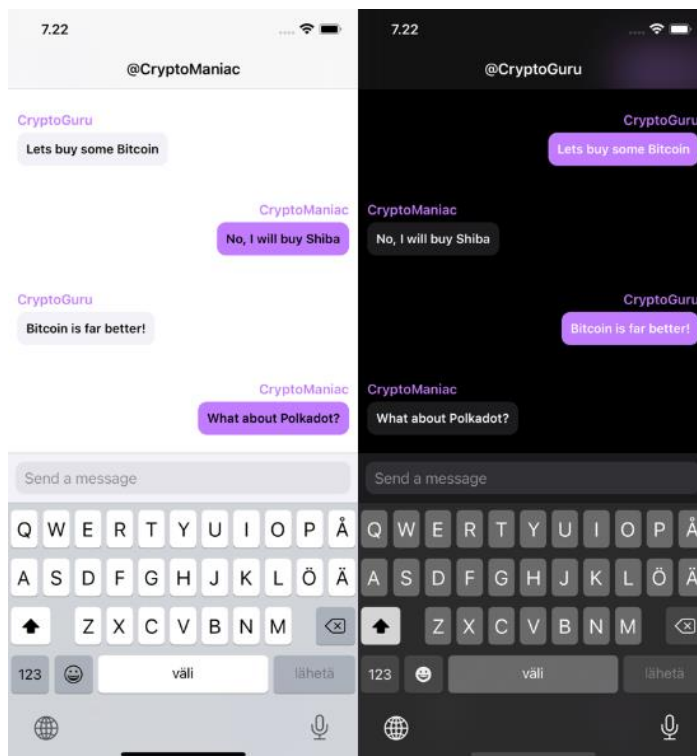 7.22
@CryptoManiac
CryptoGuru
Lets buy some Bitcoin
CryptoManiac
No, I will buy Shiba
CryptoGuru
Bitcoin is far better!
CryptoManiac
What about Polkadot?
Send a message
Q W E R T Y U I O P Å
A S D F G H J K L Ö Ä
Z X C V B N M
123 väli lähetä
7.22
@CryptoGuru
CryptoGuru
Lets buy some Bitcoin
CryptoManiac
No, I will buy Shiba
CryptoGuru
Bitcoin is far better!
CryptoManiac
What about Polkadot?
Send a message
Q W E R T Y U I O P Å
A S D F G H J K L Ö Ä
Z X C V B N M
123 väli lähetä